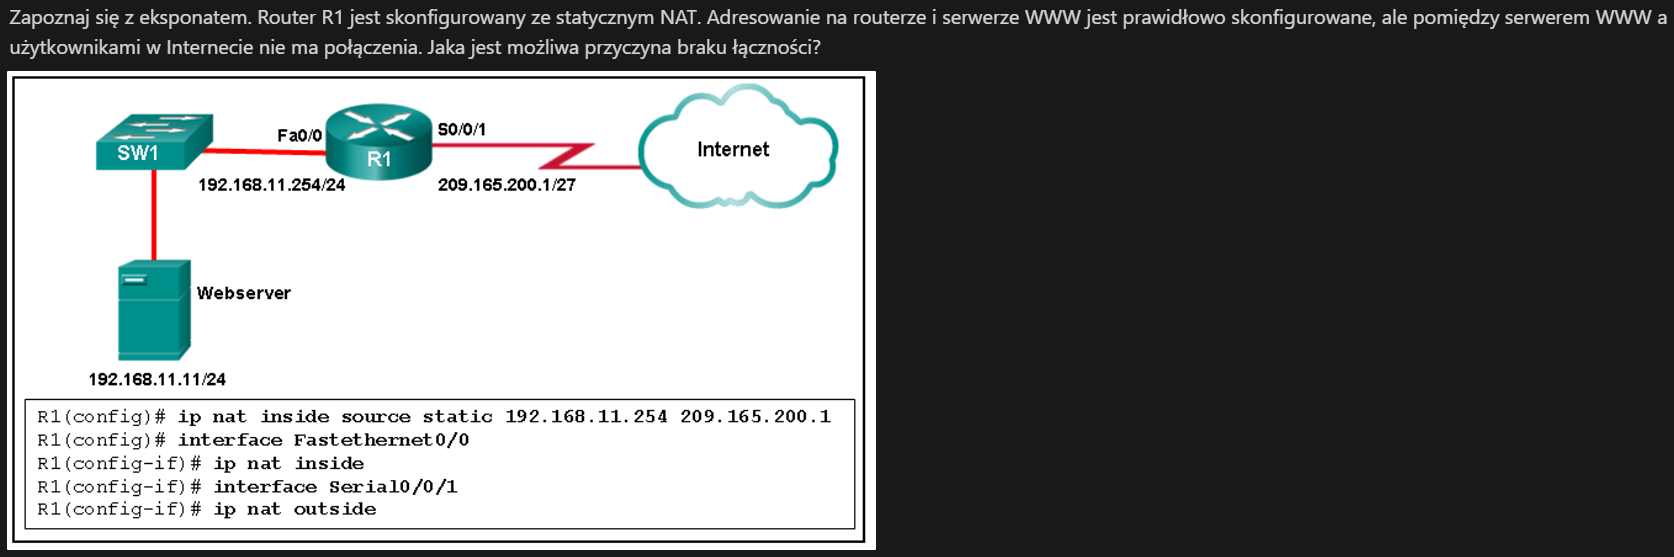 Zapoznaj się z eksponatem. Router R1 jest skonfigurowany ze statycznym NAT. Adresowanie na routerze i serwerze WWW jest prawidłowo skonfigurowane, ale pomiędzy serwerem WWW a
użytkownikami w Internecie nie ma połączenia. Jaka jest możliwa przyczyna braku łączności?
Fa0/0
S0/0/1
SW1
R1
Internet
192.168.11.254/24
209.165.200.1/27
Webserver
192.168.11.11/24
R1(config)# ip nat inside source static 192.168.11.254 209.165.200.1
R1(config)# interface Fastethernet0/0
R1(config-if)# ip nat inside
R1(config-if)# interface Serial0/0/1
R1(config-if)# ip nat outside